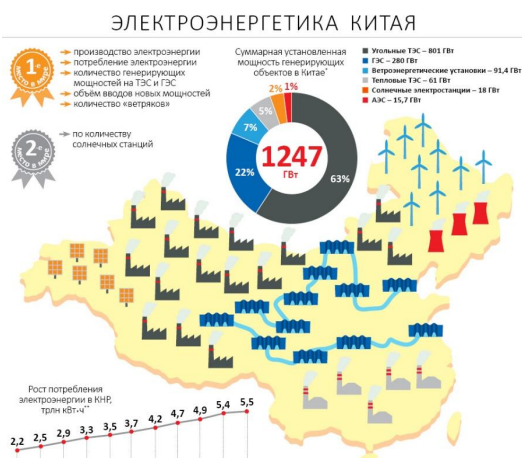 ЭЛЕКТРОЭНЕРГЕТИКА КИТАЯ
1е
МЕСТО В МИРЕ
производство электроэнергии
потребление электроэнергии
количество генерирующих
мощностей на ТЭС и ГЭС
объём вводов новых мощностей
количество «ветряков»
2е
МЕСТО В МИРЕ
по количеству
солнечных станций
Суммарная установленная
мощность генерирующих
объектов в Китае*
1247
ГВт
63%
22%
7%
5%
2%
1%
Угольные ТЭС – 801 ГВт
ГЭС – 280 ГВт
Ветроэнергетические установки – 91,4 ГВт
Тепловые ТЭС – 61 ГВт
Солнечные электростанции – 18 ГВт
АЭС – 15,7 ГВт
Рост потребления
электроэнергии в КНР,
трлн кВт·ч**
2,2 2,5 2,9 3,3 3,5 3,7 4,2 4,7 4,9 5,4 5,5